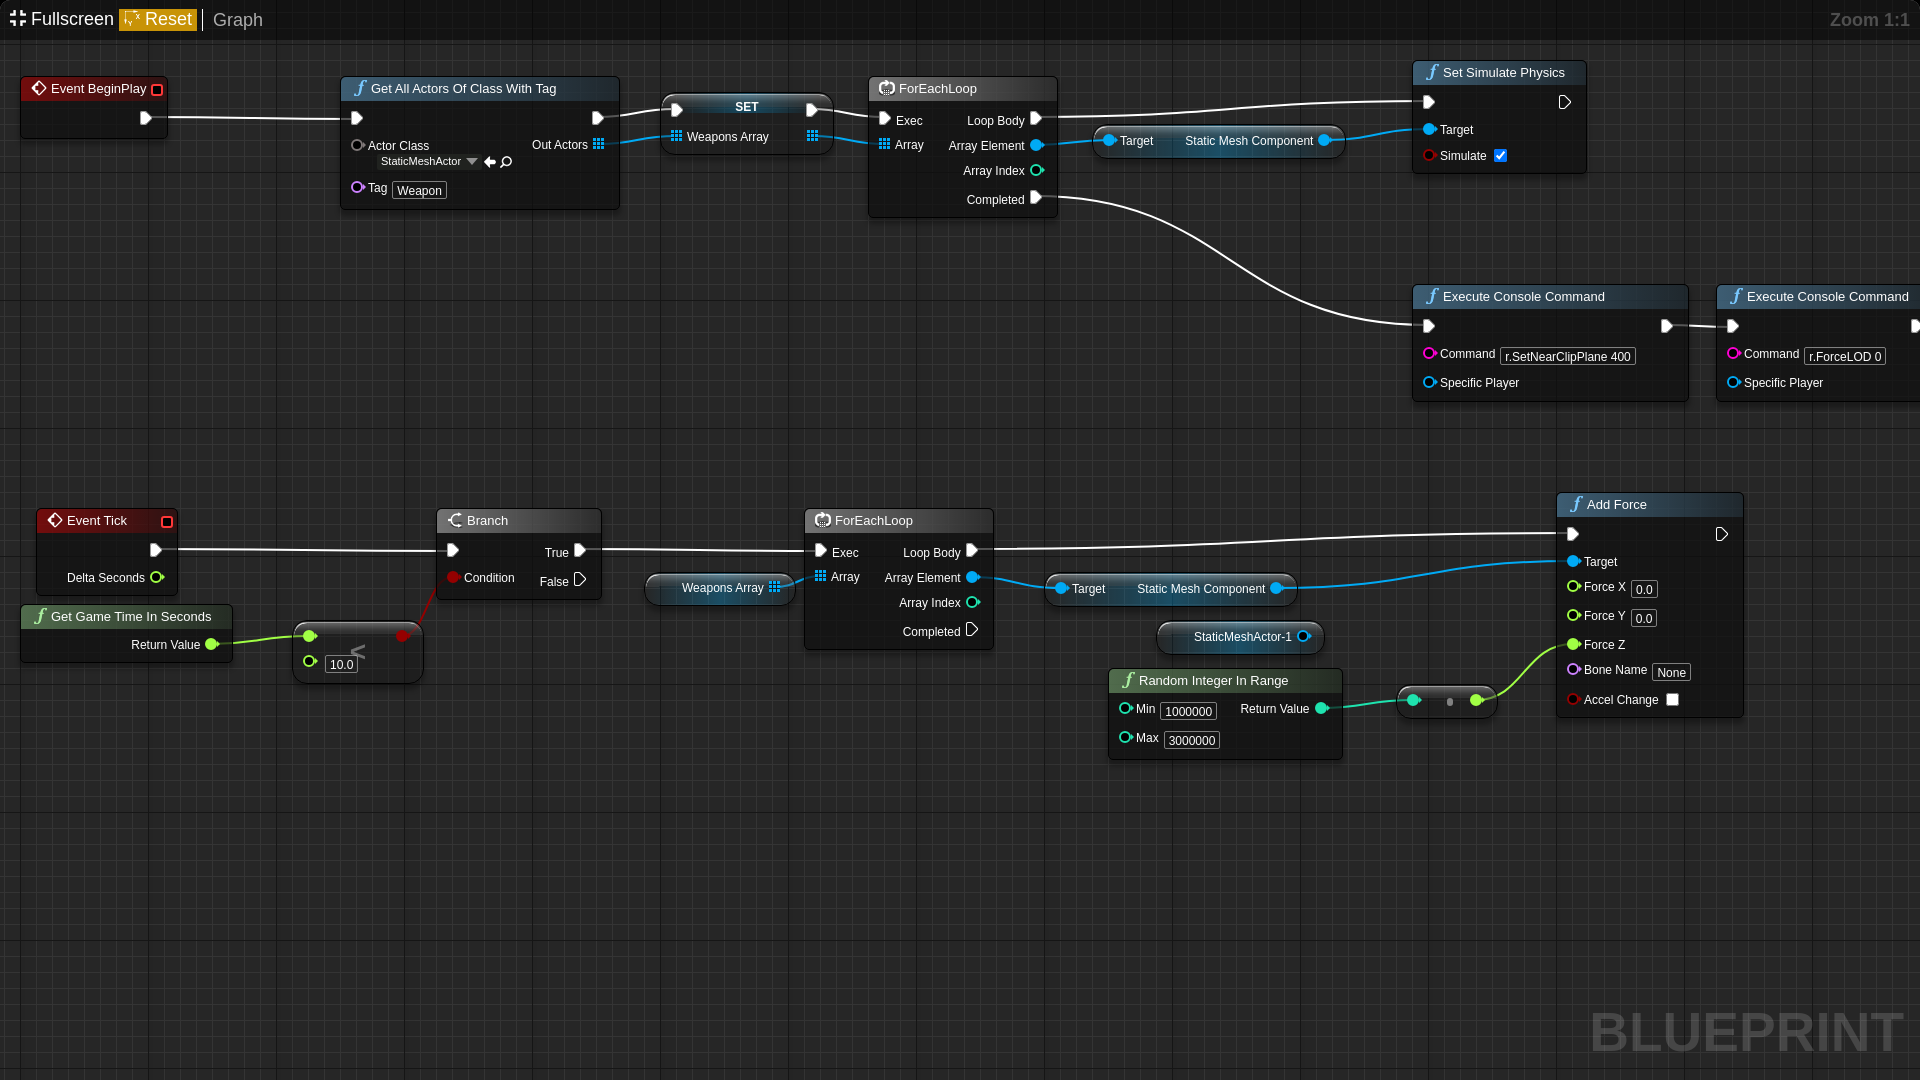 Fullscreen Reset Graph Zoom 1:1
Event BeginPlay
Get All Actors Of Class With Tag
Actor Class Out Actors
StaticMeshActor
Tag Weapon
SET
Weapons Array
ForEachLoop
Exec Loop Body
Array Array Element
Array Index
Completed
Target Static Mesh Component
Set Simulate Physics
Target
Simulate
Execute Console Command
Command r.SetNearClipPlane 400
Specific Player
Execute Console Command
Command r.ForceLOD 0
Specific Player
Event Tick
Delta Seconds
Get Game Time In Seconds
Return Value
<
10.0
Branch
True
Condition False
Weapons Array
ForEachLoop
Exec Loop Body
Array Array Element
Array Index
Completed
Target Static Mesh Component
StaticMeshActor-1
Random Integer In Range
Min 1000000 Return Value
Max 3000000
Add Force
Target
Force X 0.0
Force Y 0.0
Force Z
Bone Name None
Accel Change
BLUEPRINT